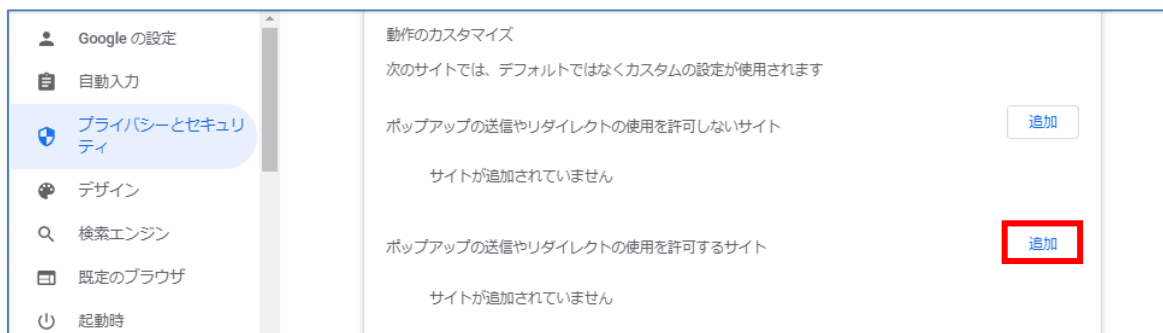 Google の設定
自動入力
プライバシーとセキュリ
ティ
デザイン
検索エンジン
既定のブラウザ
起動時
動作のカスタマイズ
次のサイトでは、デフォルトではなくカスタムの設定が使用されます
ポップアップの送信やリダイレクトの使用を許可しないサイト
追加
サイトが追加されていません
ポップアップの送信やリダイレクトの使用を許可するサイト
追加
サイトが追加されていません